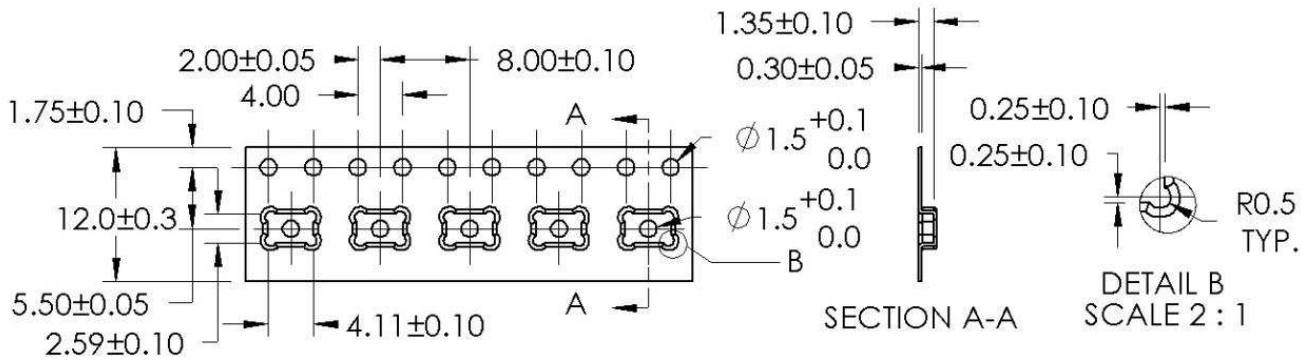 1.35±0.10
2.00±0.05 8.00±0.10
0.30±0.05
4.00
1.75±0.10
A
∅1.5 +0.1 0.0
0.25±0.10
0.25±0.10
12.0±0.3
∅1.5 +0.1 0.0
R0.5
TYP.
B
5.50±0.05
A
4.11±0.10
2.59±0.10
SECTION A-A
DETAIL B
SCALE 2 : 1